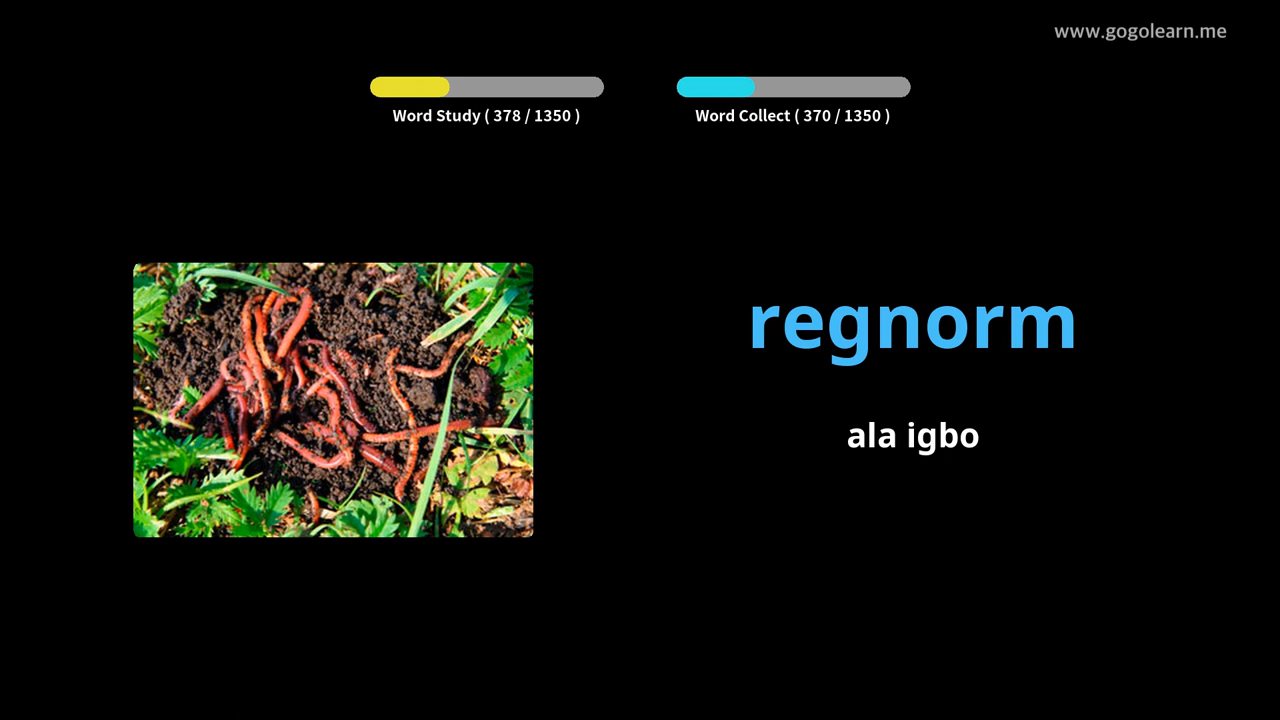 www.gogolearn.me
Word Study ( 378 / 1350 )
Word Collect ( 370 / 1350 )
regnorm
ala igbo